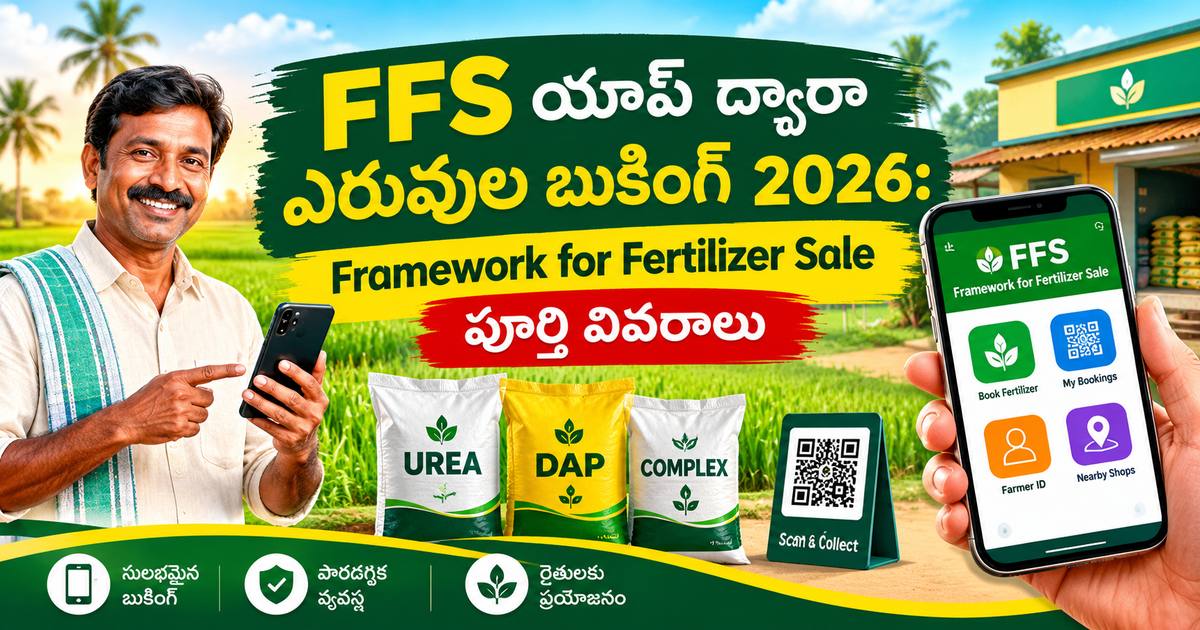 FFS యాప్ ద్వారా
ఎరువుల బుకింగ్ 2026:
Framework for Fertilizer Sale
పూర్తి వివరాలు
FFS
Framework for Fertilizer Sale
Book Fertilizer
My Bookings
Farmer ID
Nearby Shops
UREA
DAP
COMPLEX
Scan & Collect
సులభమైన
బుకింగ్
పారదర్శక
వ్యవస్థ
రైతులకు
ప్రయోజనం